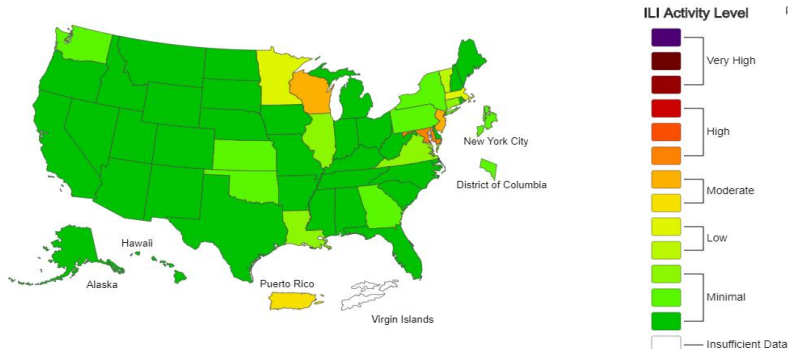 ILI Activity Level
Very High
High
Moderate
Low
Minimal
Insufficient Data
New York City
District of Columbia
Hawaii
Alaska
Puerto Rico
Virgin Islands